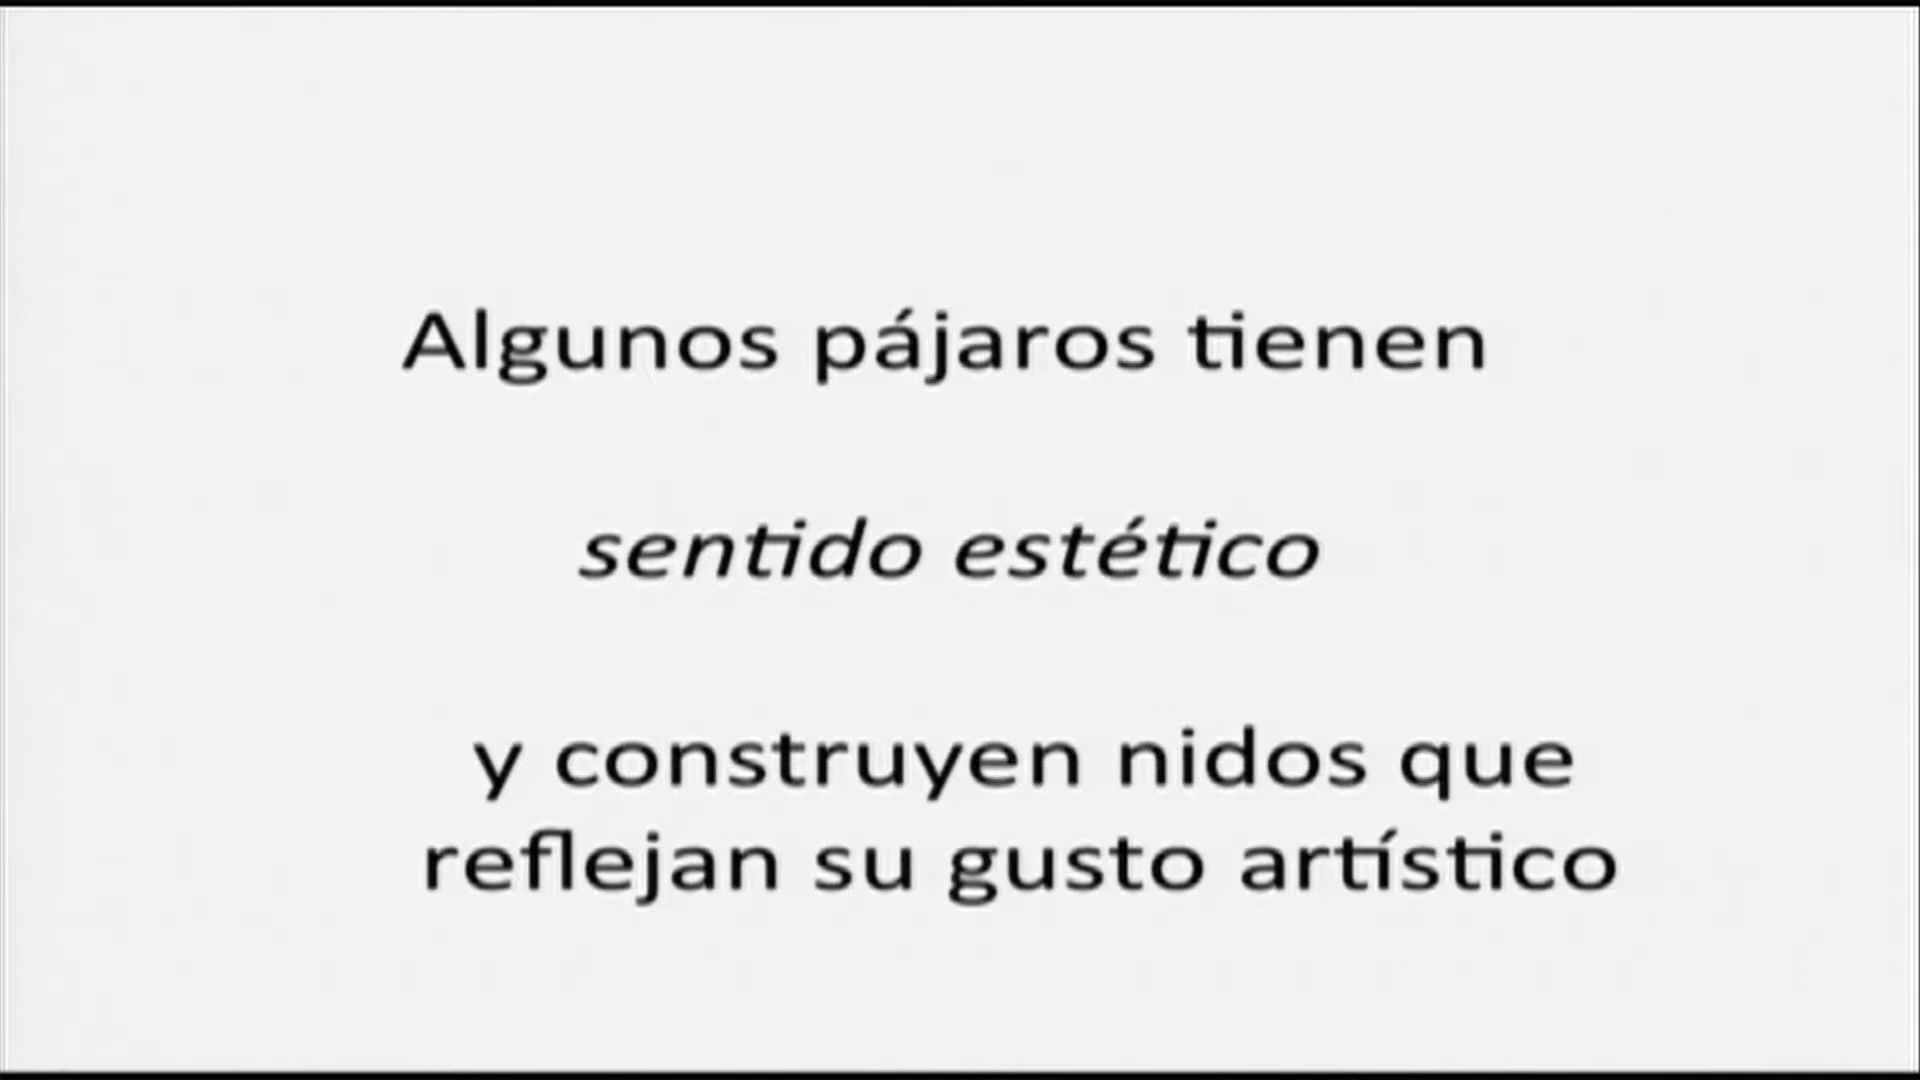 Algunos pájaros tienen
sentido estético
y construyen nidos que
reflejan su gusto artístico